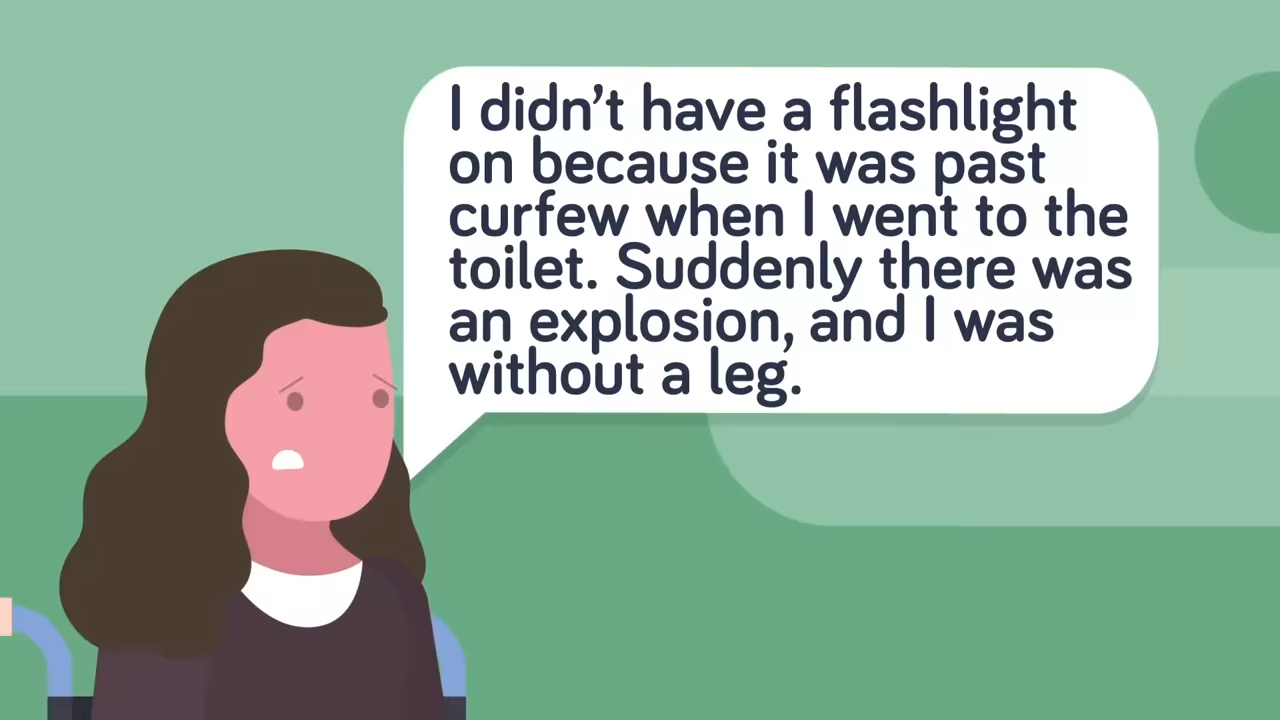 I didn’t have a flashlight
on because it was past
curfew when I went to the
toilet. Suddenly there was
an explosion, and I was
without a leg.